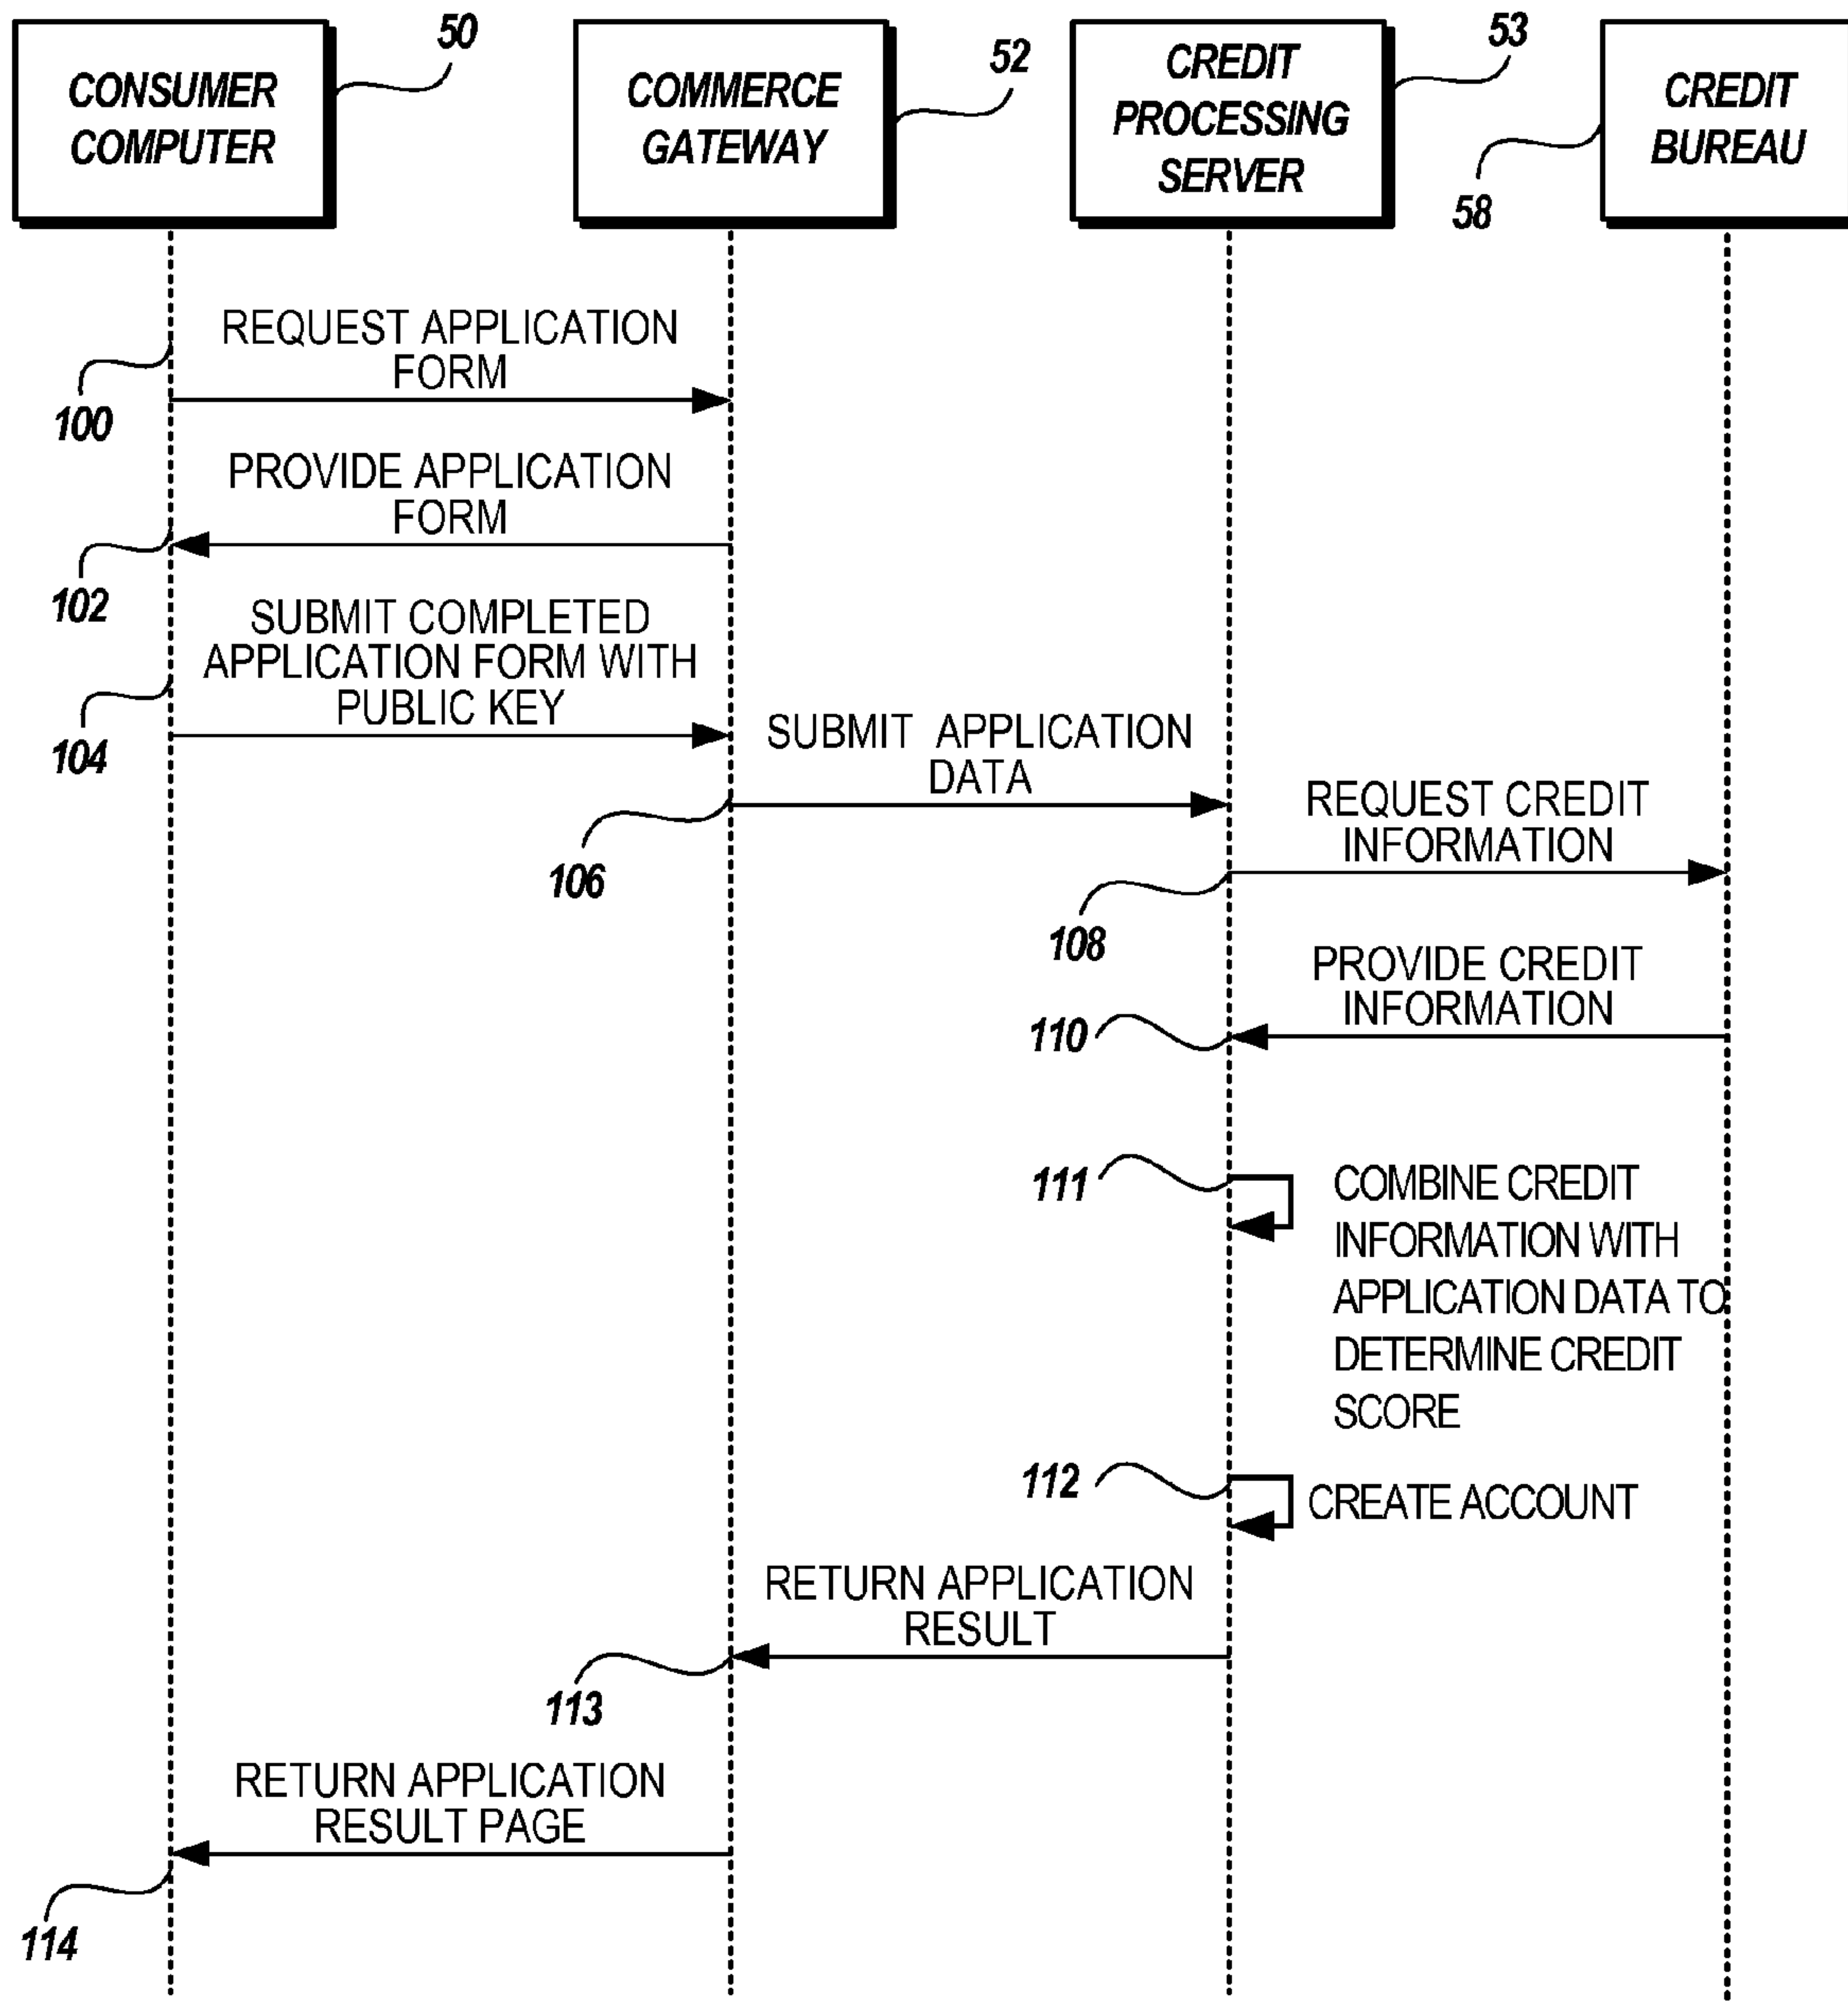 CONSUMER
COMPUTER
50
COMMERCE
GATEWAY
52
CREDIT
PROCESSING
SERVER
53
CREDIT
BUREAU
58
REQUEST APPLICATION
FORM
100
PROVIDE APPLICATION
FORM
102
SUBMIT COMPLETED
APPLICATION FORM WITH
PUBLIC KEY
104
SUBMIT APPLICATION
DATA
106
REQUEST CREDIT
INFORMATION
108
PROVIDE CREDIT
INFORMATION
110
111
COMBINE CREDIT
INFORMATION WITH
APPLICATION DATA TO
DETERMINE CREDIT
SCORE
112
CREATE ACCOUNT
RETURN APPLICATION
RESULT
113
RETURN APPLICATION
RESULT PAGE
114